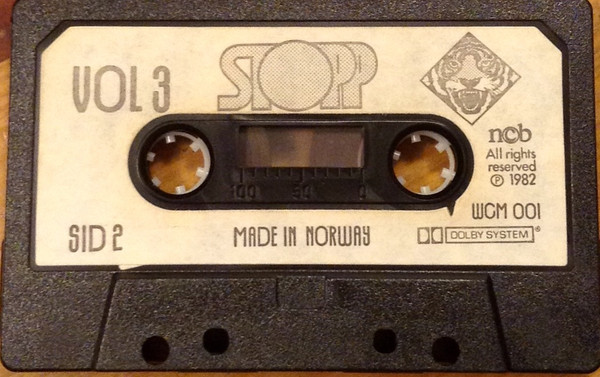 VOL 3
STOPP
ncb
All rights
reserved
Ⓟ 1982
100 50 0
WCM 001
SID 2
MADE IN NORWAY
DOLBY SYSTEM®